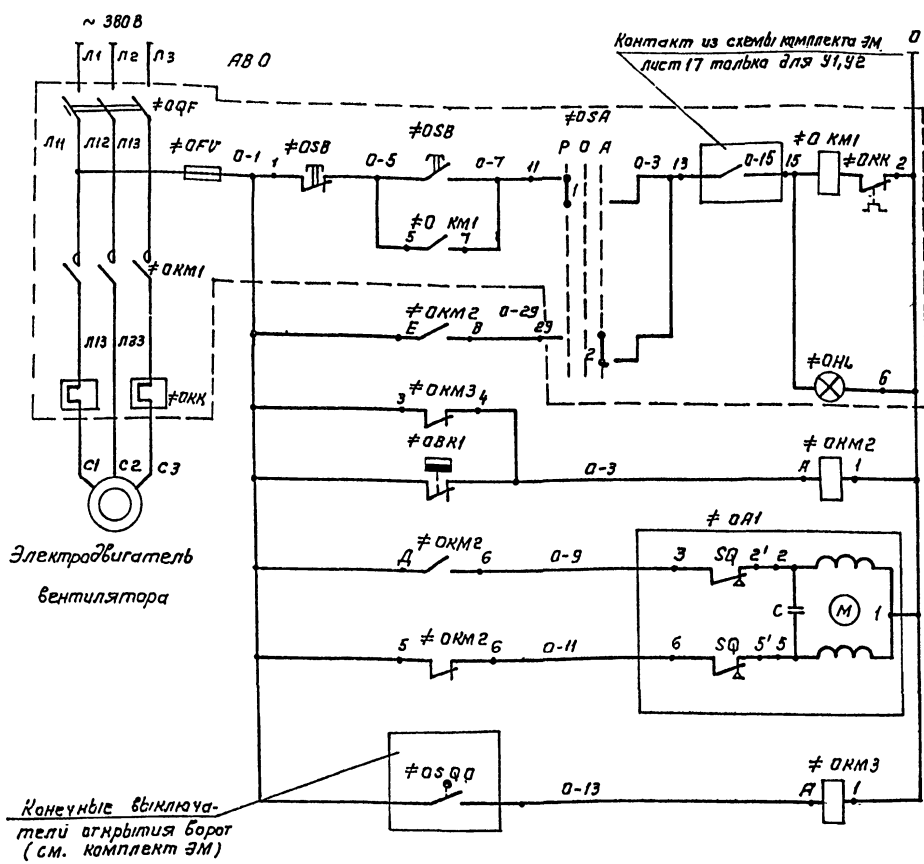 ~ 380 В
Л1 Л2 Л3
АВО
Контакт из схемы комплекта ЭМ
лист 17 только для У1,У2
0
≠0QF
Л11 Л12 Л13
≠0FV
0-1
1
≠0SB
0-5
≠0SB
0-7
11
≠0SA
Р 0 А
1
0-3
13
0-15
15
≠0 КМ1
≠0КК
2
≠0 КМ1
5 7
≠0КМ1
≠0КМ2
0-29
Е В
29
2
Л13 Л33
≠0HL
6
≠0КК
≠0КМ3
3 4
≠0ВК1
0-3
≠0КМ2
А 1
С1 С2 С3
Электродвигатель
вентилятора
≠0А1
≠0КМ2
Д 6
0-9
3 SQ 2' 2
С
М
1
≠0КМ2
5 6
0-11
6 SQ 5' 5
≠0SQ0
0-13
≠0КМ3
А 1
Конечные выключа-
тели открытия ворот
(см. комплект ЭМ)